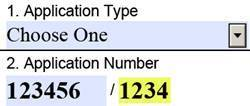 1. Application Type
Choose One
2. Application Number
123456 / 1234